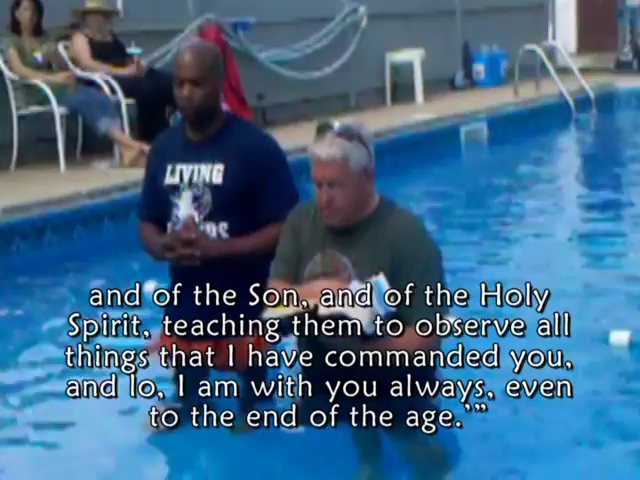 LIVING
and of the Son, and of the Holy
Spirit, teaching them to observe all
things that I have commanded you,
and lo, I am with you always, even
to the end of the age.'”